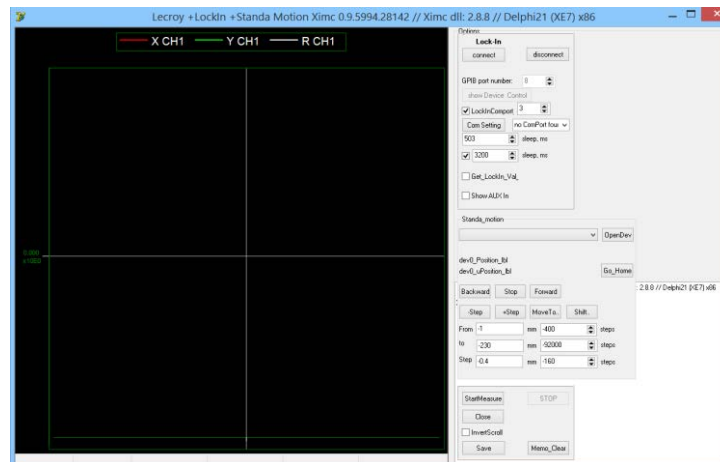 Lecroy +LockIn +Standa Motion Ximc 0.9.5994.28142 // Ximc dll: 2.8.8 // Delphi21 (XE7) x86
X CH1 Y CH1 R CH1
Options
Lock-In
connect disconnect
GPIB port number: 8
show Device Control
LockInComport 3
Com Setting no ComPort four
503 sleep, ms
3200 sleep, ms
Get_LockIn_Val_
Show AUX In
Standa_motion
OpenDev
dev0_Position_lbl
dev0_uPosition_lbl Go_Home
Backward Stop Forward
: 2.8.8 // Delphi21 (XE7) x86
-Step +Step MoveTo.. Shift..
From -1 mm -400 steps
to -230 mm -92000 steps
Step -0.4 mm -160 steps
StartMeasure STOP
Close
InvertScroll
Save Memo_Clear